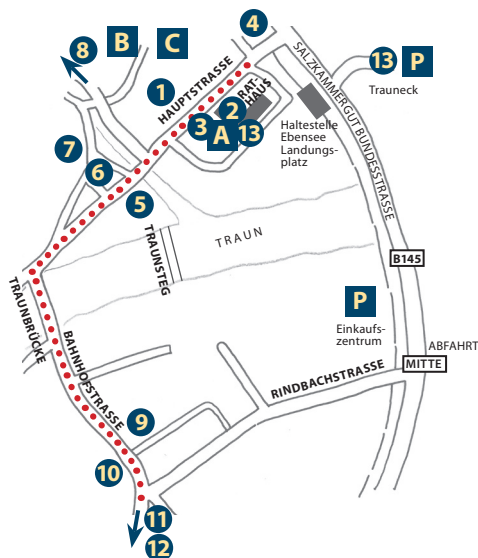 4
8
B
C
SALZKAMMERGUT BUNDESSTRASSE
13
P
Trauneck
1
HAUPTSTRASSE
RAT-
HAUS
2
3
A
13
Haltestelle
Ebensee
Landungs-
platz
7
6
5
TRAUN
TRAUNSTEG
B145
TRAUNBRÜCKE
P
Einkaufs-
zentrum
BAHNHOFSTRASSE
ABFAHRT
MITTE
RINDBACHSTRASSE
9
10
11
12